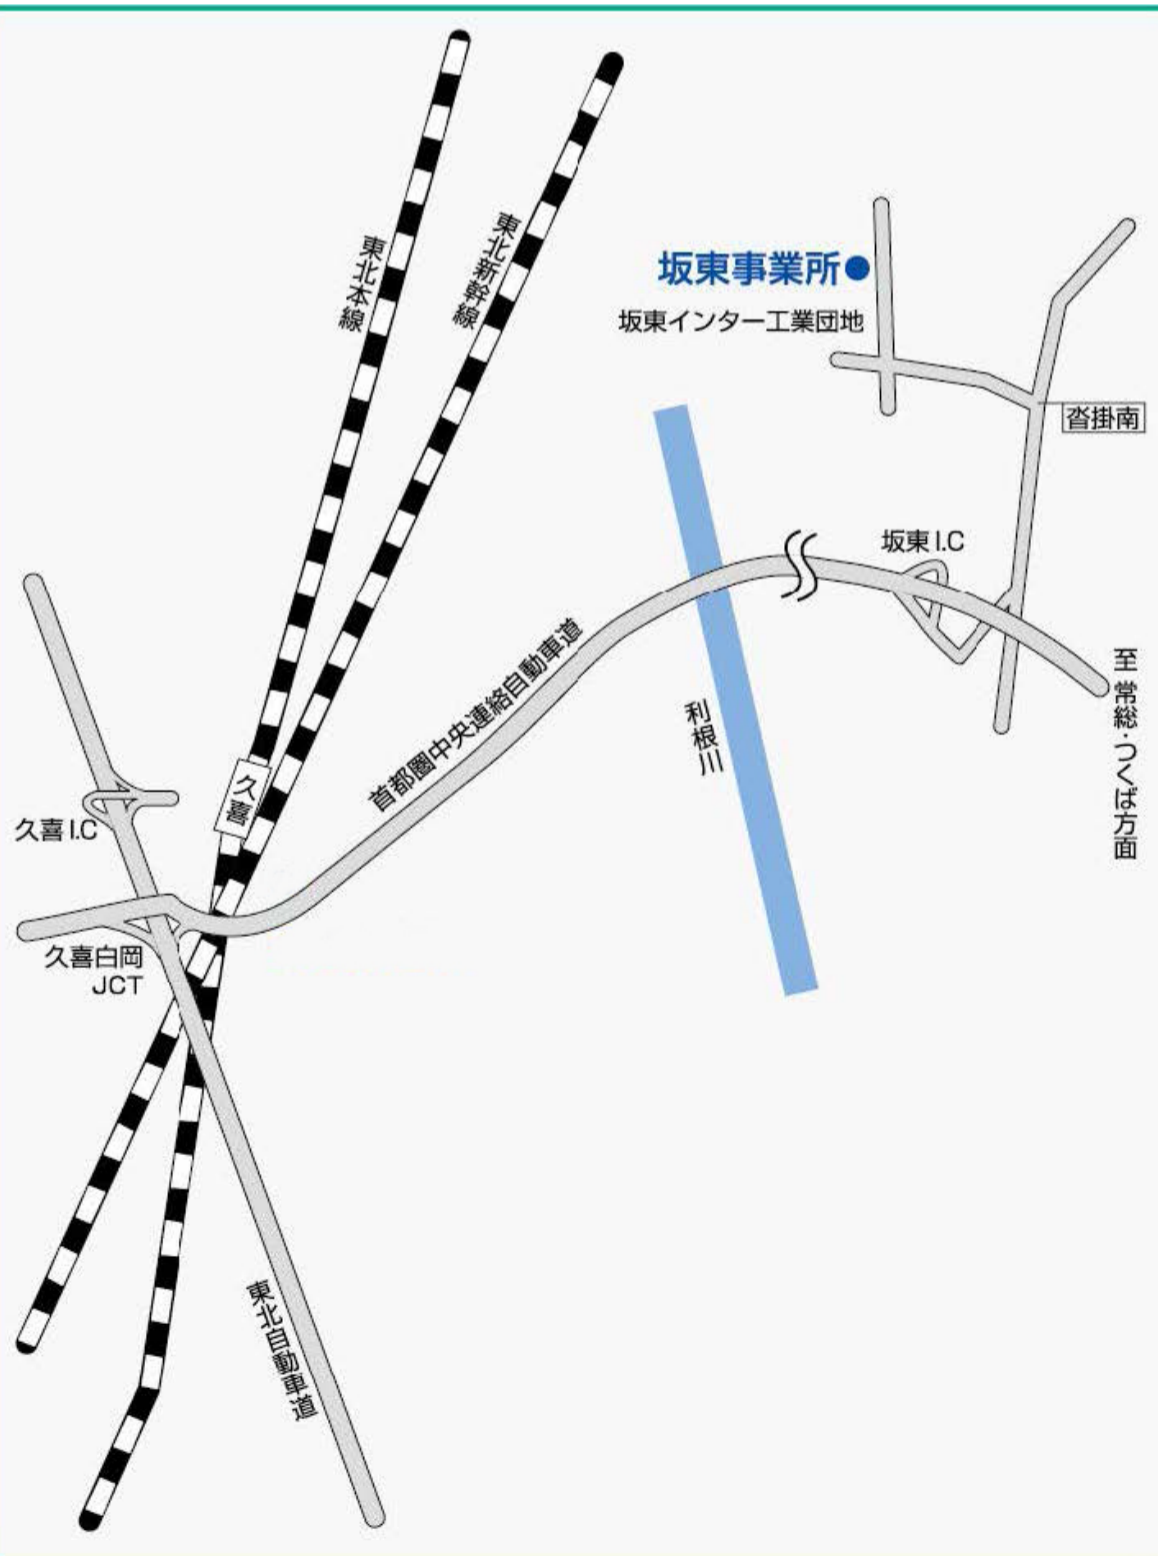 東北本線
東北新幹線
坂東事業所
坂東インター工業団地
沓掛南
坂東I.C
首都圏中央連絡自動車道
利根川
至 常総・つくば方面
久喜
久喜I.C
久喜白岡
JCT
東北自動車道